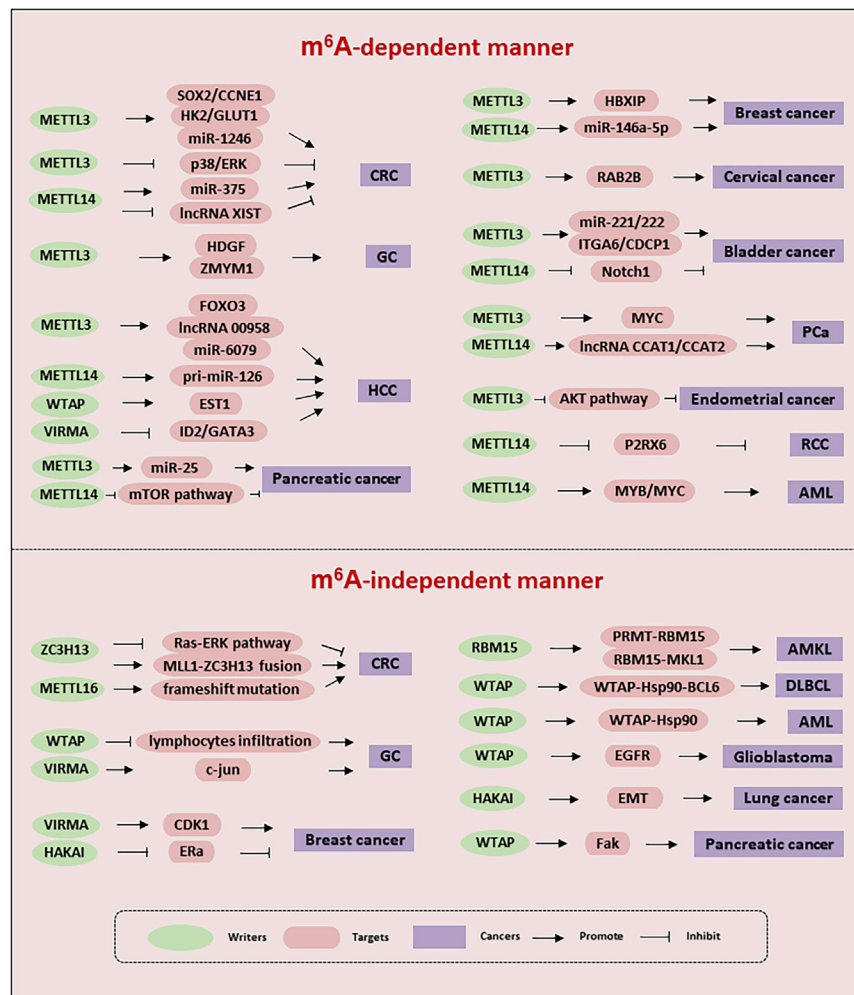 m⁶A-dependent manner
SOX2/CCNE1
METTL3
HK2/GLUT1
miR-1246
METTL3
p38/ERK
CRC
METTL14
miR-375
lncRNA XIST
METTL3
HDGF
GC
ZMYM1
FOXO3
METTL3
lncRNA 00958
miR-6079
METTL14
pri-miR-126
HCC
WTAP
EST1
VIRMA
ID2/GATA3
METTL3
miR-25
Pancreatic cancer
METTL14
mTOR pathway
METTL3
HBXIP
Breast cancer
METTL14
miR-146a-5p
METTL3
RAB2B
Cervical cancer
miR-221/222
METTL3
ITGA6/CDCP1
Bladder cancer
METTL14
Notch1
METTL3
MYC
PCa
METTL14
lncRNA CCAT1/CCAT2
METTL3
AKT pathway
Endometrial cancer
METTL14
P2RX6
RCC
METTL14
MYB/MYC
AML
m⁶A-independent manner
ZC3H13
Ras-ERK pathway
MLL1-ZC3H13 fusion
CRC
METTL16
frameshift mutation
WTAP
lymphocytes infiltration
GC
VIRMA
c-jun
VIRMA
CDK1
Breast cancer
HAKAI
ERa
RBM15
PRMT-RBM15
AMKL
RBM15-MKL1
WTAP
WTAP-Hsp90-BCL6
DLBCL
WTAP
WTAP-Hsp90
AML
WTAP
EGFR
Glioblastoma
HAKAI
EMT
Lung cancer
WTAP
Fak
Pancreatic cancer
Writers
Targets
Cancers
Promote
Inhibit